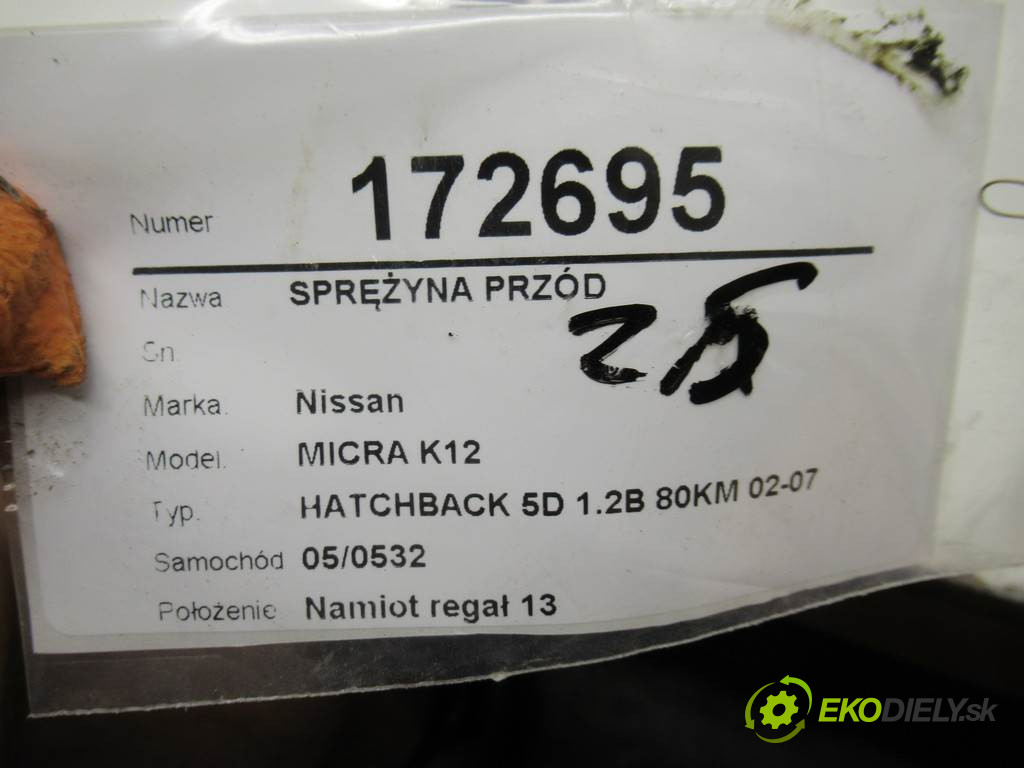 Numer 172695
Nazwa SPRĘŻYNA PRZÓD
Sn.
Marka. Nissan
Model. MICRA K12
Typ. HATCHBACK 5D 1.2B 80KM 02-07
Samochód 05/0532
Położenie Namiot regał 13
EKODIELY.sk